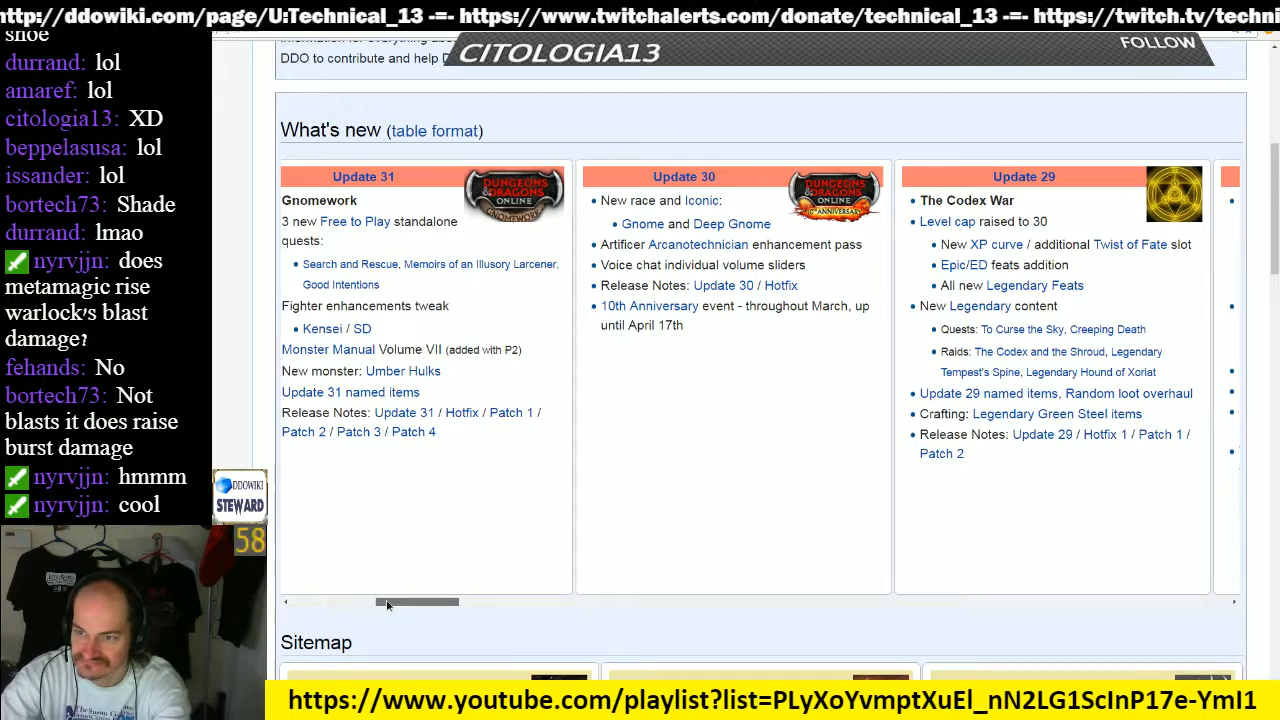 http://ddowiki.com/page/U:Technical_13 -=- https://www.twitchalerts.com/donate/technical_13 -=- https://twitch.tv/techni
shoe
durrand: lol
amaref: lol
citologia13: XD
beppelasusa: lol
issander: lol
bortech73: Shade
durrand: lmao
nyrvjjn: does
metamagic rise
warlock's blast
damage?
fehands: No
bortech73: Not
blasts it does raise
burst damage
nyrvjjn: hmmm
nyrvjjn: cool
DDOWIKI
STEWARD
58
CITOLOGIA13
FOLLOW
DDO to contribute and help D
What's new (table format)
Update 31
DUNGEONS & DRAGONS ONLINE
GNOMEWORK
Gnomework
3 new Free to Play standalone
quests:
Search and Rescue, Memoirs of an Illusory Larcener,
Good Intentions
Fighter enhancements tweak
Kensei / SD
Monster Manual Volume VII (added with P2)
New monster: Umber Hulks
Update 31 named items
Release Notes: Update 31 / Hotfix / Patch 1 /
Patch 2 / Patch 3 / Patch 4
Update 30
DUNGEONS & DRAGONS ONLINE
10TH ANNIVERSARY
New race and Iconic:
Gnome and Deep Gnome
Artificer Arcanotechnician enhancement pass
Voice chat individual volume sliders
Release Notes: Update 30 / Hotfix
10th Anniversary event - throughout March, up
until April 17th
Update 29
The Codex War
Level cap raised to 30
New XP curve / additional Twist of Fate slot
Epic/ED feats addition
All new Legendary Feats
New Legendary content
Quests: To Curse the Sky, Creeping Death
Raids: The Codex and the Shroud, Legendary
Tempest's Spine, Legendary Hound of Xoriat
Update 29 named items, Random loot overhaul
Crafting: Legendary Green Steel items
Release Notes: Update 29 / Hotfix 1 / Patch 1 /
Patch 2
Sitemap
https://www.youtube.com/playlist?list=PLyXoYvmptXuEl_nN2LG1ScInP17e-YmI1